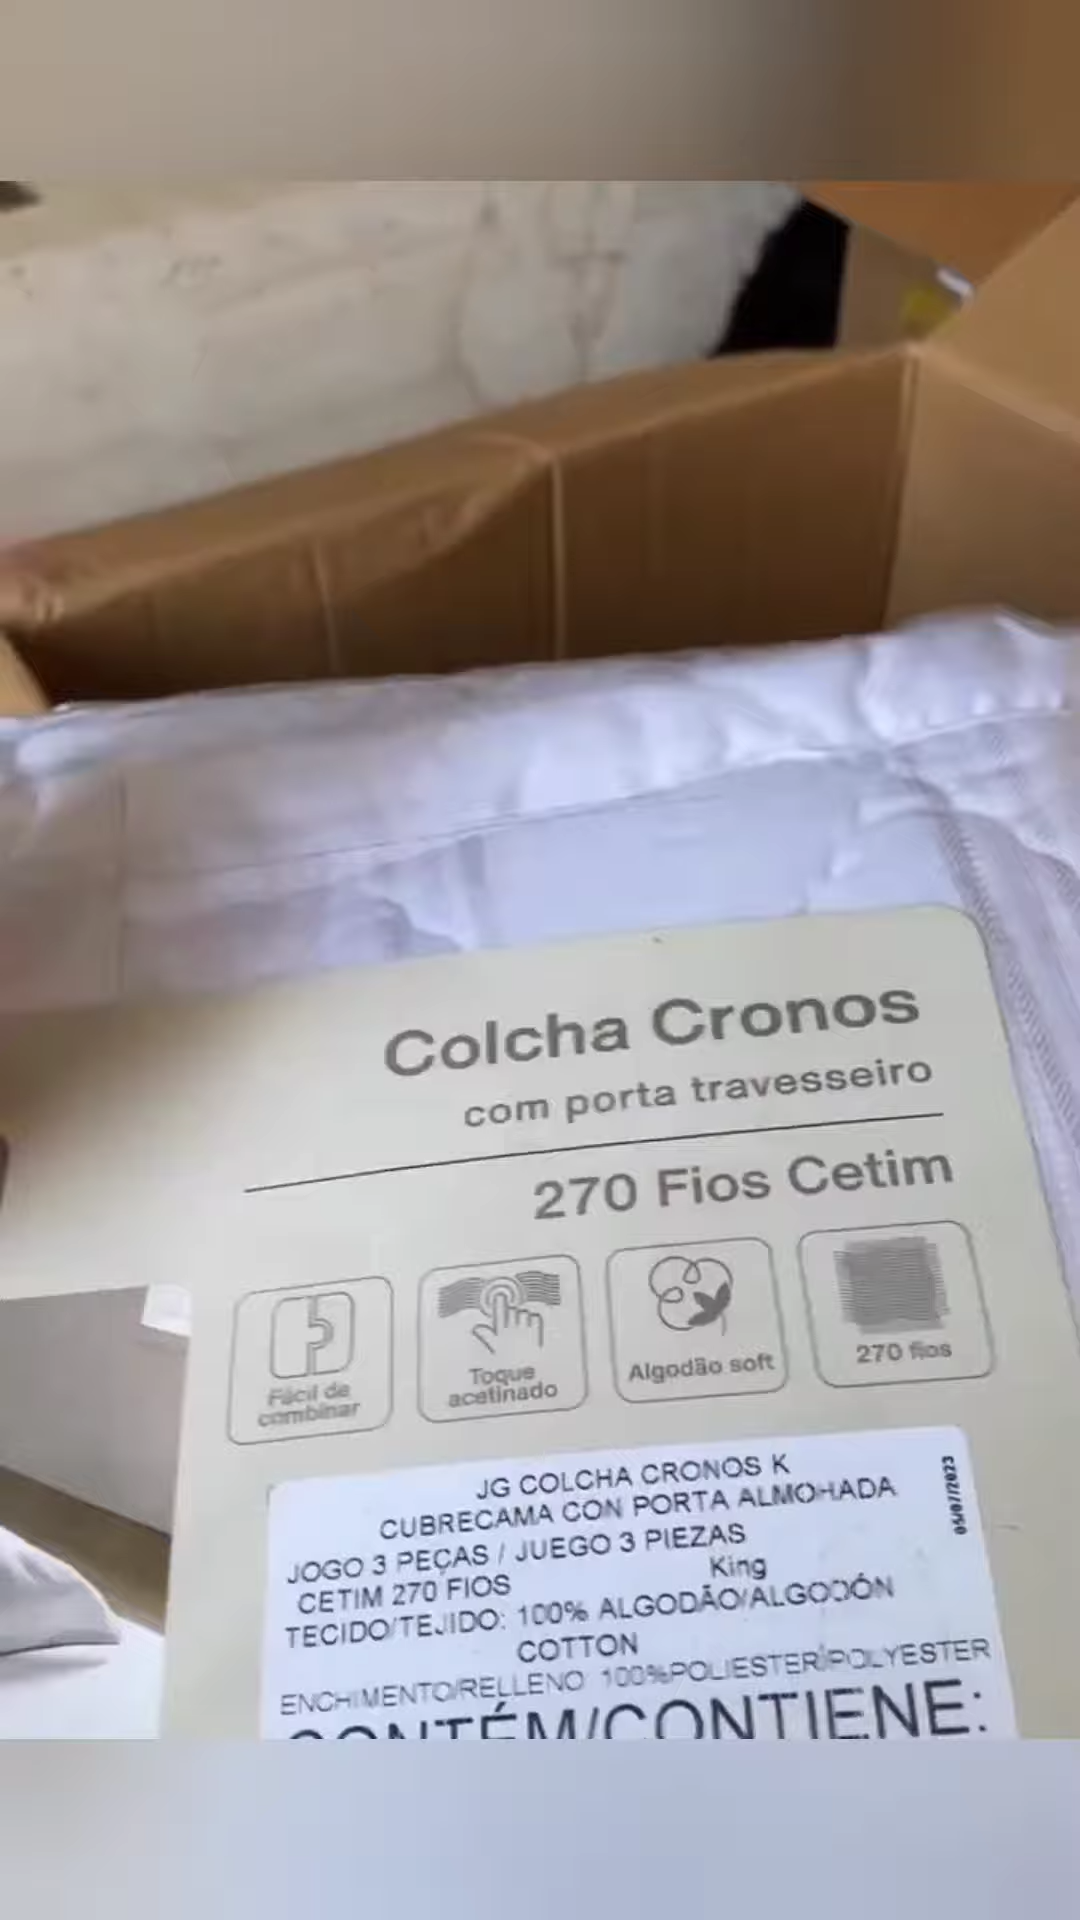 Colcha Cronos
com porta travesseiro
270 Fios Cetim
Fácil de
combinar
Toque
acetinado
Algodão soft
270 fios
JG COLCHA CRONOS K
CUBRECAMA CON PORTA ALMOHADA
JOGO 3 PEÇAS / JUEGO 3 PIEZAS
CETIM 270 FIOS King
TECIDO/TEJIDO: 100% ALGODÃO/ALGODÓN
COTTON
ENCHIMENTO/RELLENO 100%POLIESTER/POLYESTER
CONTÉM/CONTIENE:
05/07/2023